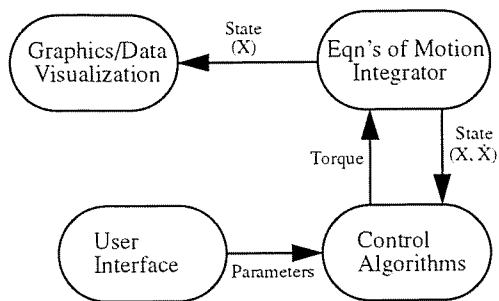 State
(X)
Graphics/Data
Visualization
Eqn's of Motion
Integrator
Torque
State
(X, Ẋ)
User
Interface
Parameters
Control
Algorithms